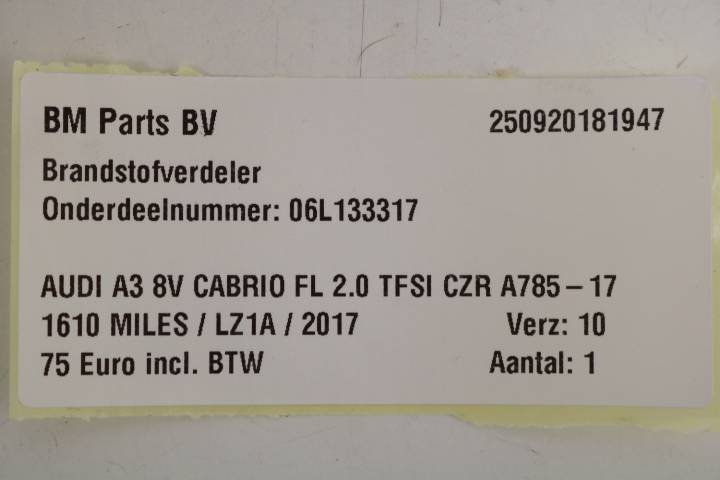 BM Parts BV 250920181947
Brandstofverdeler
Onderdeelnummer: 06L133317
AUDI A3 8V CABRIO FL 2.0 TFSI CZR A785-17
1610 MILES / LZ1A / 2017 Verz: 10
75 Euro incl. BTW Aantal: 1